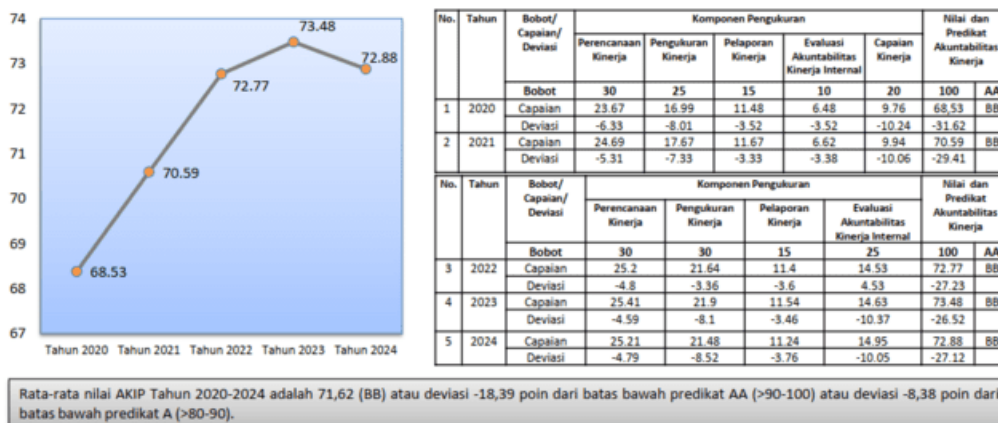 74
73
72
71
70
69
68
67
73.48
72.88
72.77
70.59
68.53
Tahun 2020 Tahun 2021 Tahun 2022 Tahun 2023 Tahun 2024
No. Tahun Bobot/ Capaian/ Deviasi Komponen Pengukuran Nilai dan Predikat Akuntabilitas Kinerja
Perencanaan Kinerja Pengukuran Kinerja Pelaporan Kinerja Evaluasi Akuntabilitas Kinerja Internal Capaian Kinerja
Bobot 30 25 15 10 20 100 AA
1 2020 Capaian 23.67 16.99 11.48 6.48 9.76 68,53 BB
Deviasi -6.33 -8.01 -3.52 -3.52 -10.24 -31.62
2 2021 Capaian 24.69 17.67 11.67 6.62 9.94 70.59 BB
Deviasi -5.31 -7.33 -3.33 -3.38 -10.06 -29.41
No. Tahun Bobot/ Capaian/ Deviasi Komponen Pengukuran Nilai dan Predikat Akuntabilitas Kinerja
Perencanaan Kinerja Pengukuran Kinerja Pelaporan Kinerja Evaluasi Akuntabilitas Kinerja Internal
Bobot 30 30 15 25 100 AA
3 2022 Capaian 25.2 21.64 11.4 14.53 72.77 BB
Deviasi -4.8 -3.36 -3.6 4.53 -27.23
4 2023 Capaian 25.41 21.9 11.54 14.63 73.48 BB
Deviasi -4.59 -8.1 -3.46 -10.37 -26.52
5 2024 Capaian 25.21 21.48 11.24 14.95 72.88 BB
Deviasi -4.79 -8.52 -3.76 -10.05 -27.12
Rata-rata nilai AKIP Tahun 2020-2024 adalah 71,62 (BB) atau deviasi -18,39 poin dari batas bawah predikat AA (>90-100) atau deviasi -8,38 poin dari
batas bawah predikat A (>80-90).